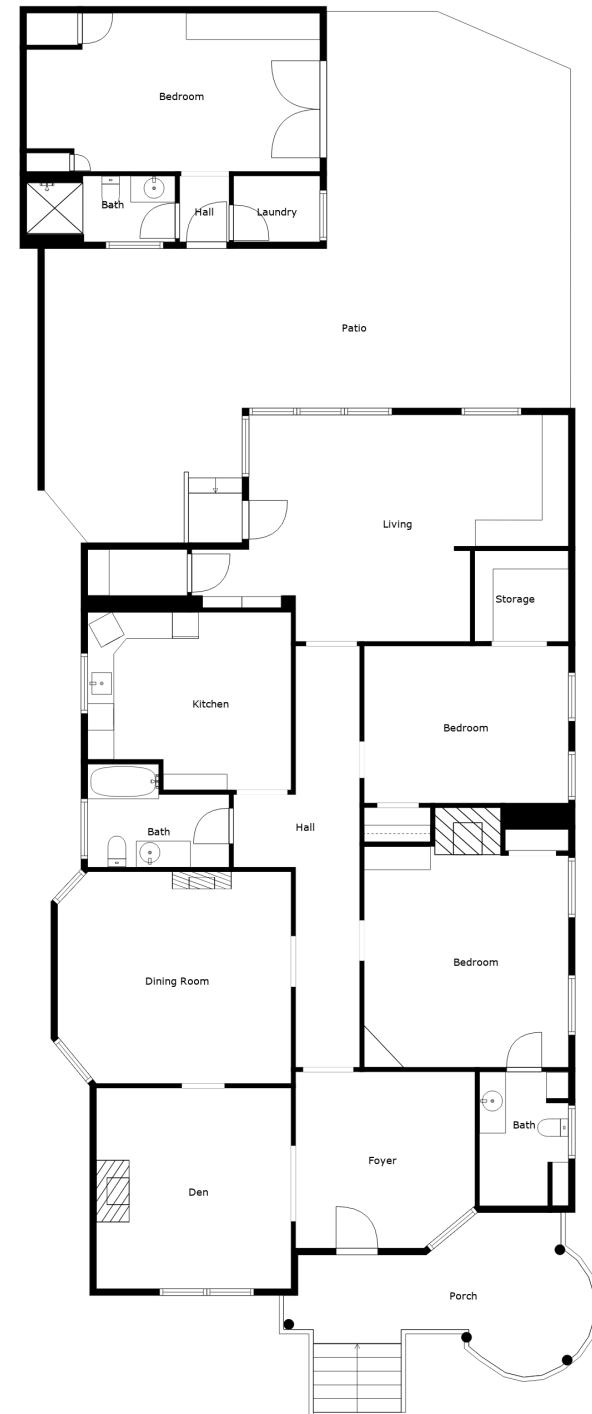 Bedroom
Bath
Hall
Laundry
Patio
Living
Storage
Kitchen
Bedroom
Hall
Bath
Bedroom
Dining Room
Bath
Foyer
Den
Porch